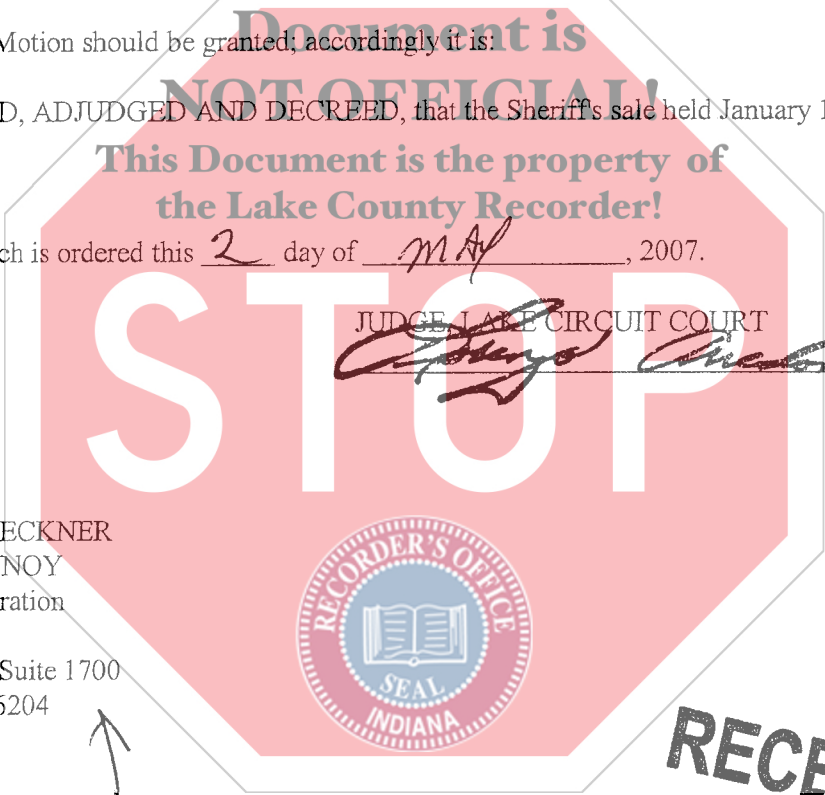 Document is
Motion should be granted; accordingly it is:
NOT OFFICIAL!
D, ADJUDGED AND DECREED, that the Sheriff's sale held January 1
This Document is the property of
the Lake County Recorder!
ch is ordered this 2 day of MAY, 2007.
STOP
JUDGE, LAKE CIRCUIT COURT
ECKNER
NOY
ration
Suite 1700
6204
RECORDER'S OFFICE
SEAL
INDIANA
RECE